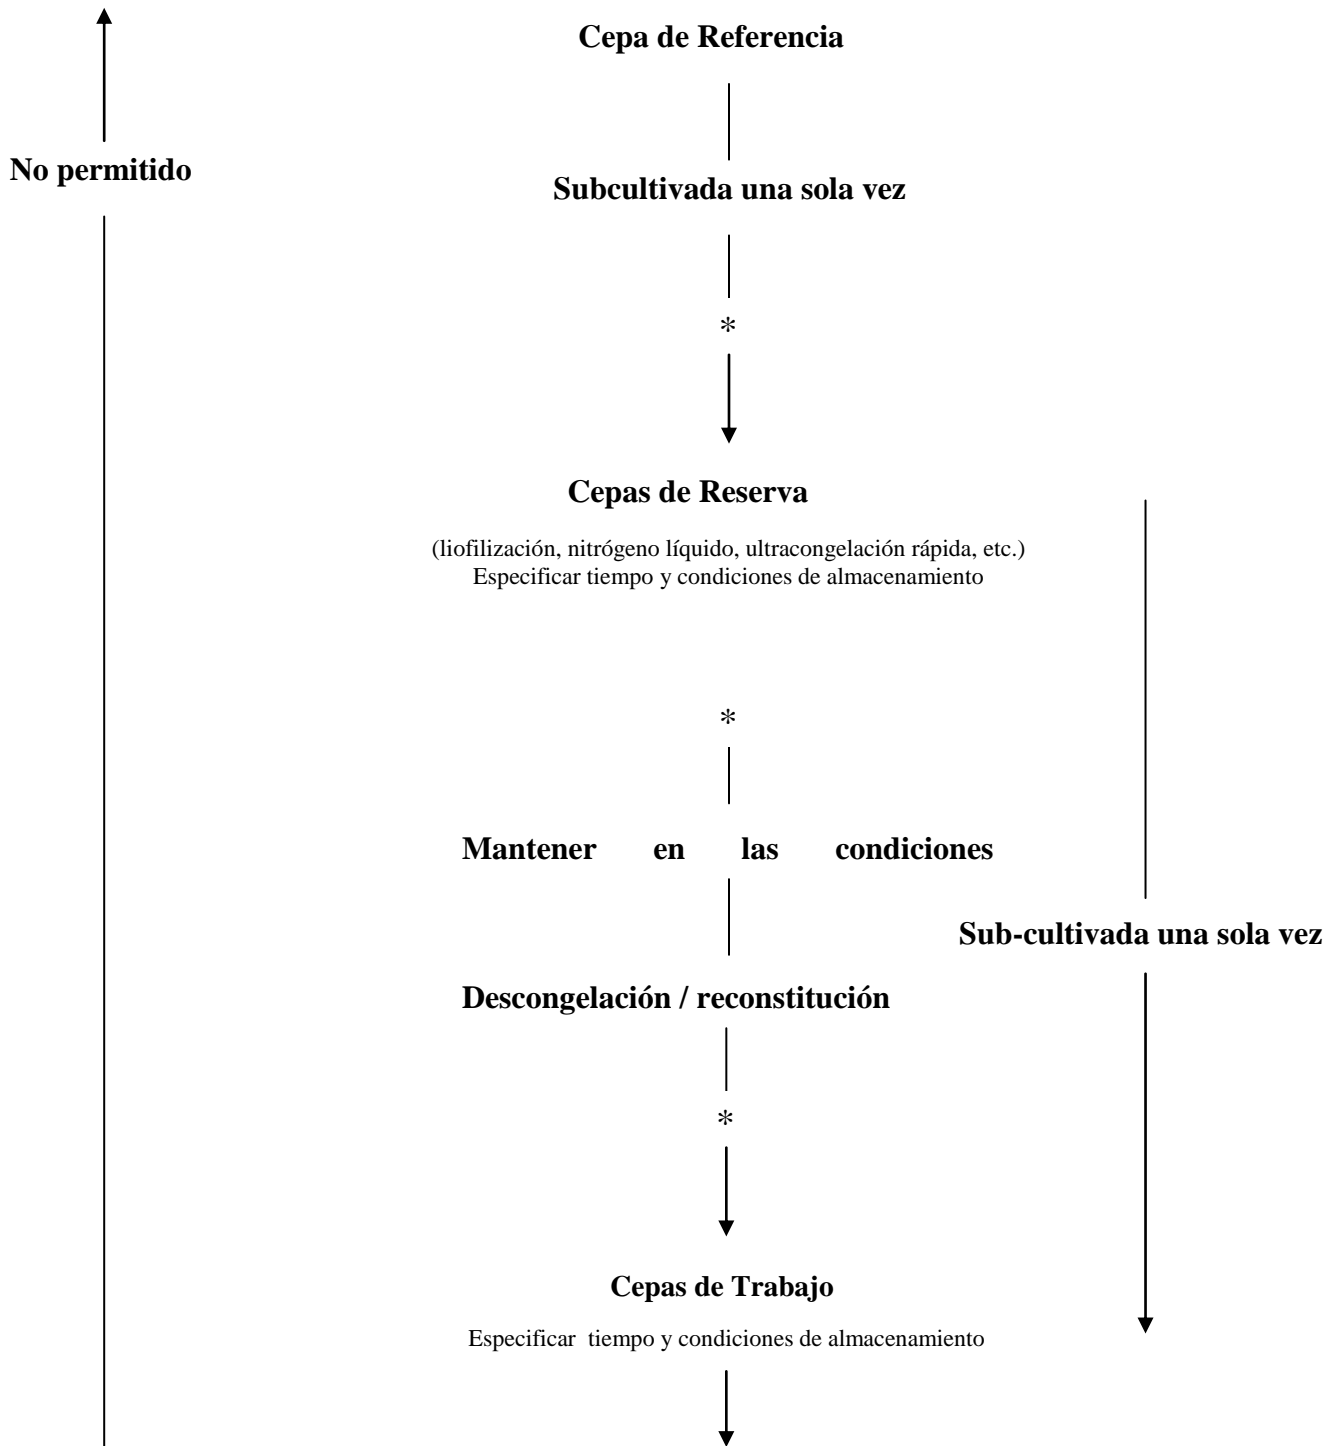 Cepa de Referencia
No permitido
Subcultivada una sola vez
*
Cepas de Reserva
(liofilización, nitrógeno líquido, ultracongelación rápida, etc.)
Especificar tiempo y condiciones de almacenamiento
*
Mantener en las condiciones
Sub-cultivada una sola vez
Descongelación / reconstitución
*
Cepas de Trabajo
Especificar tiempo y condiciones de almacenamiento